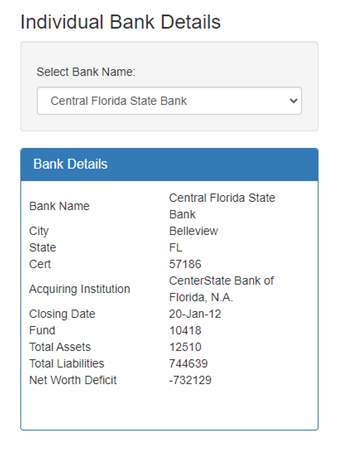 Individual Bank Details
Select Bank Name:
Central Florida State Bank
Bank Details
Bank Name Central Florida State
Bank
City Belleview
State FL
Cert 57186
Acquiring Institution CenterState Bank of
Florida, N.A.
Closing Date 20-Jan-12
Fund 10418
Total Assets 12510
Total Liabilities 744639
Net Worth Deficit -732129